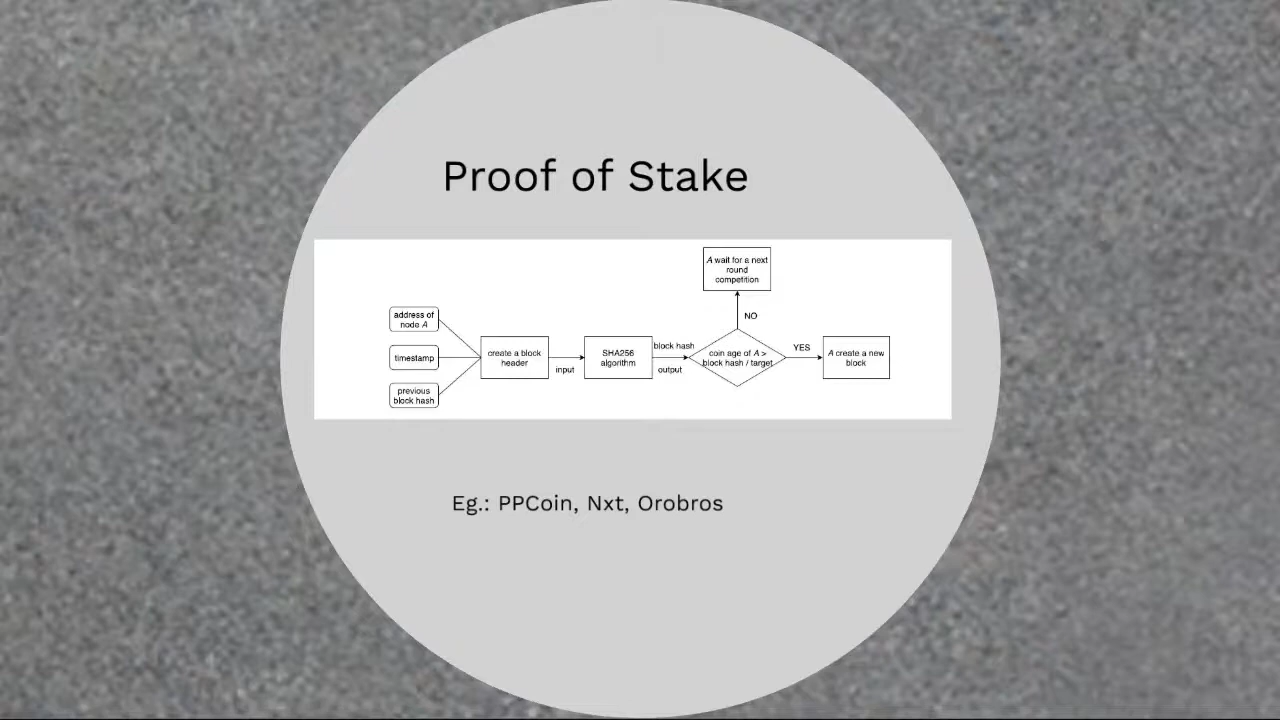 Proof of Stake
A wait for a next
round
competition
NO
address of
node A
timestamp
previous
block hash
create a block
header
input
SHA256
algorithm
block hash
output
coin age of A >
block hash / target
YES
A create a new
block
Eg.: PPCoin, Nxt, Orobros